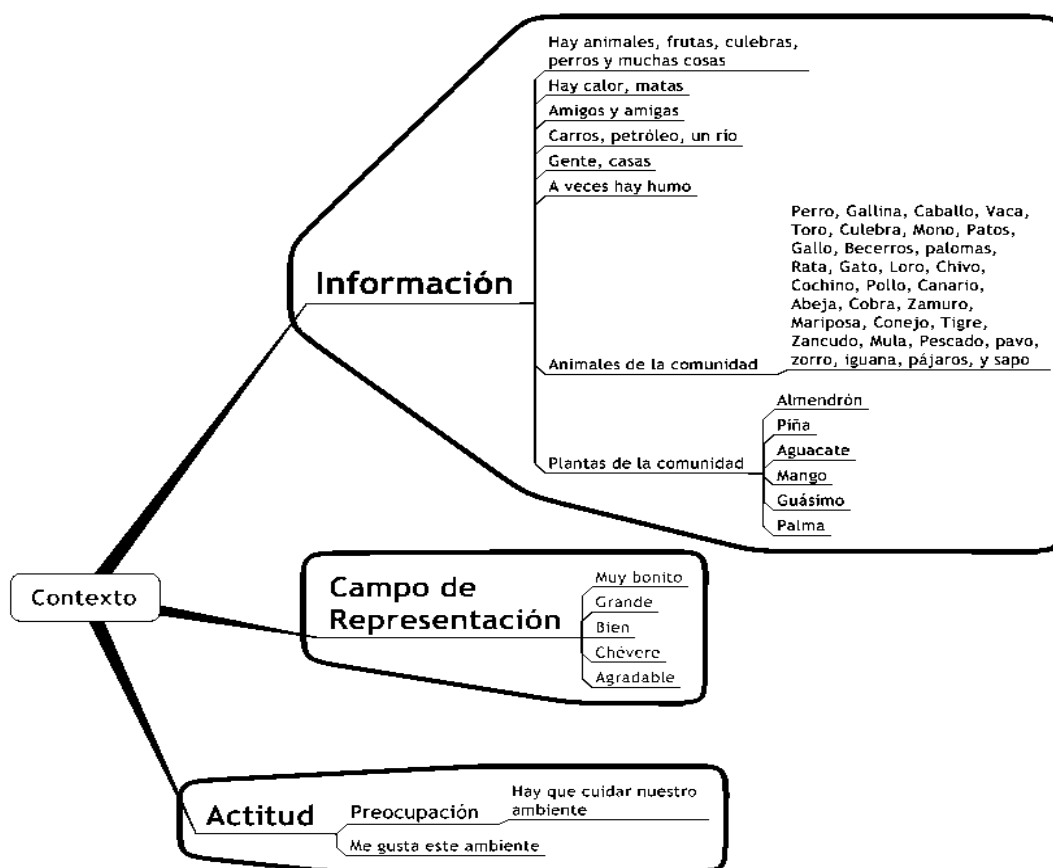 Hay animales, frutas, culebras,
perros y muchas cosas
Hay calor, matas
Amigos y amigas
Carros, petróleo, un río
Gente, casas
A veces hay humo
Información
Perro, Gallina, Caballo, Vaca,
Toro, Culebra, Mono, Patos,
Gallo, Becerros, palomas,
Rata, Gato, Loro, Chivo,
Cochino, Pollo, Canario,
Abeja, Cobra, Zamuro,
Mariposa, Conejo, Tigre,
Zancudo, Mula, Pescado, pavo,
zorro, iguana, pájaros, y sapo
Animales de la comunidad
Plantas de la comunidad
Almendrón
Piña
Aguacate
Mango
Guásimo
Palma
Contexto
Campo de
Representación
Muy bonito
Grande
Bien
Chévere
Agradable
Actitud
Preocupación
Hay que cuidar nuestro
ambiente
Me gusta este ambiente